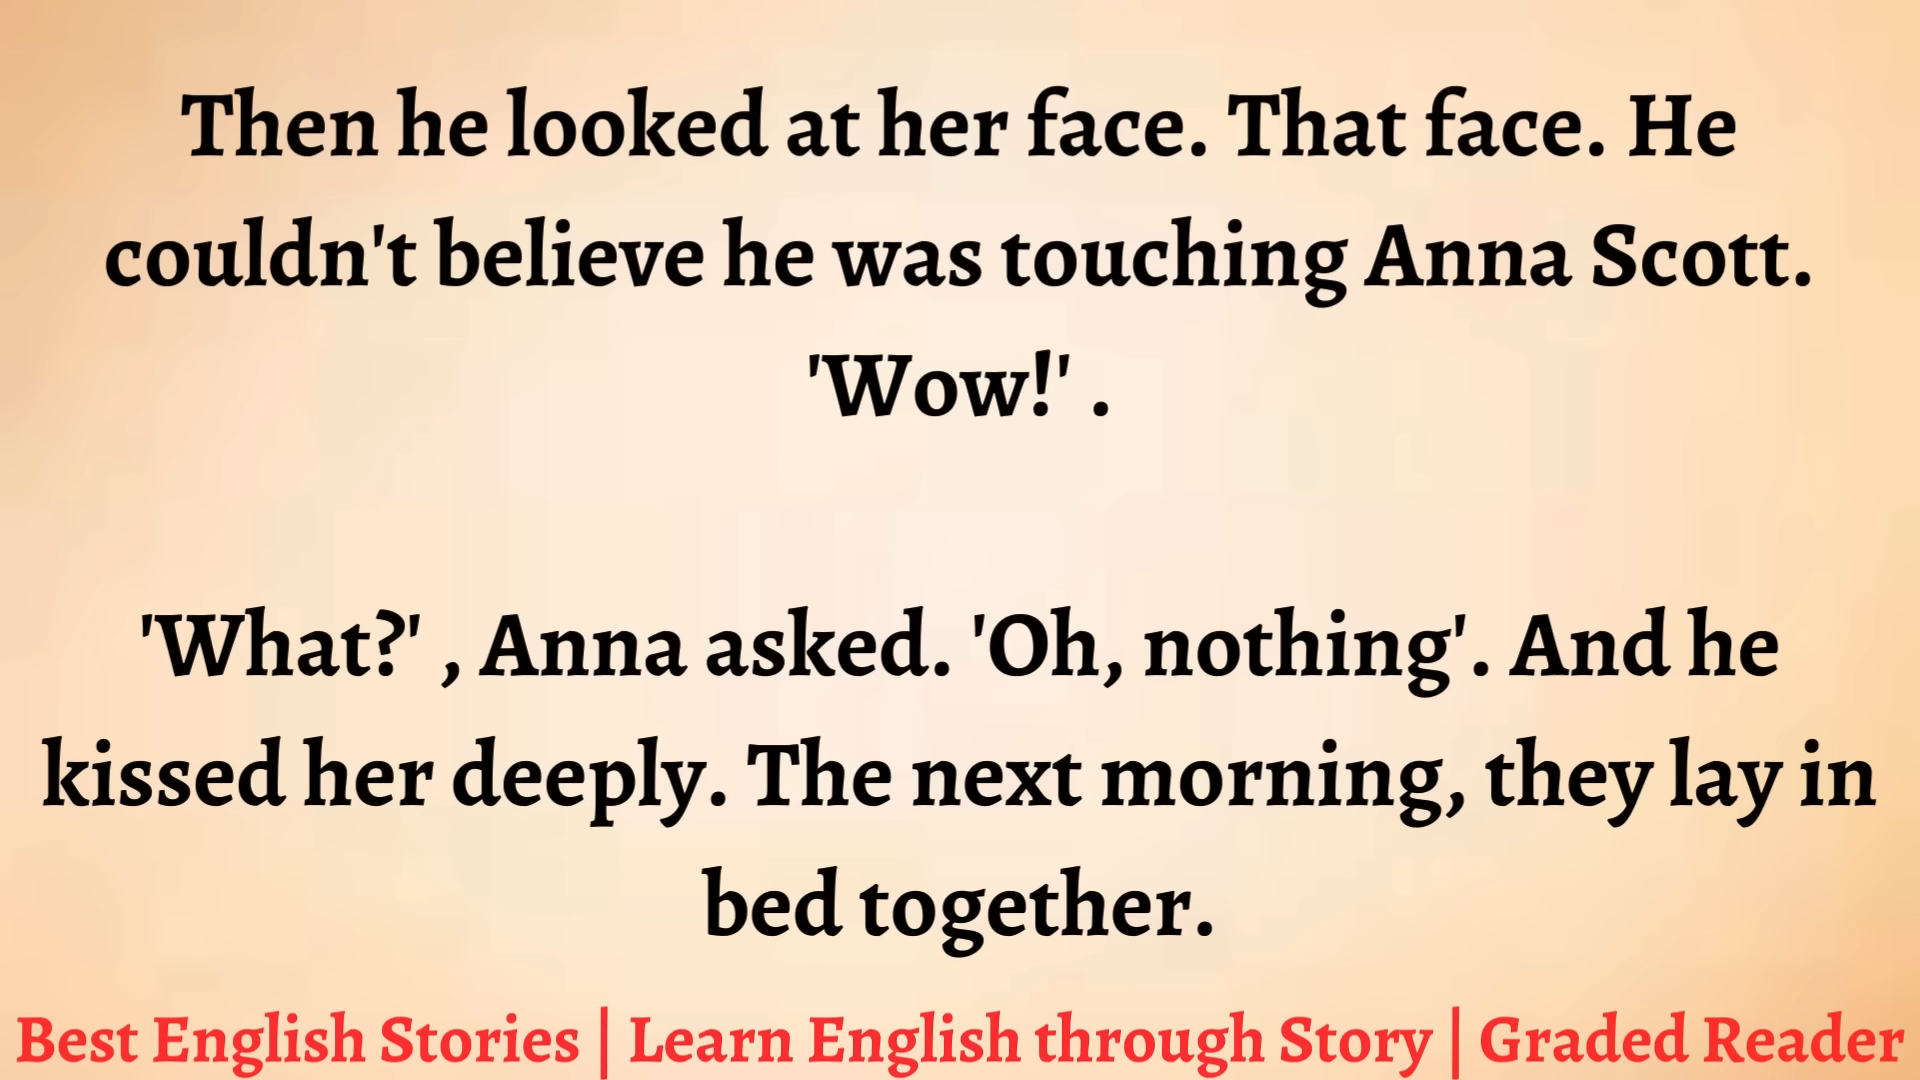 Then he looked at her face. That face. He
couldn't believe he was touching Anna Scott.
'Wow!' .
'What?' , Anna asked. 'Oh, nothing'. And he
kissed her deeply. The next morning, they lay in
bed together.
Best English Stories | Learn English through Story | Graded Reader